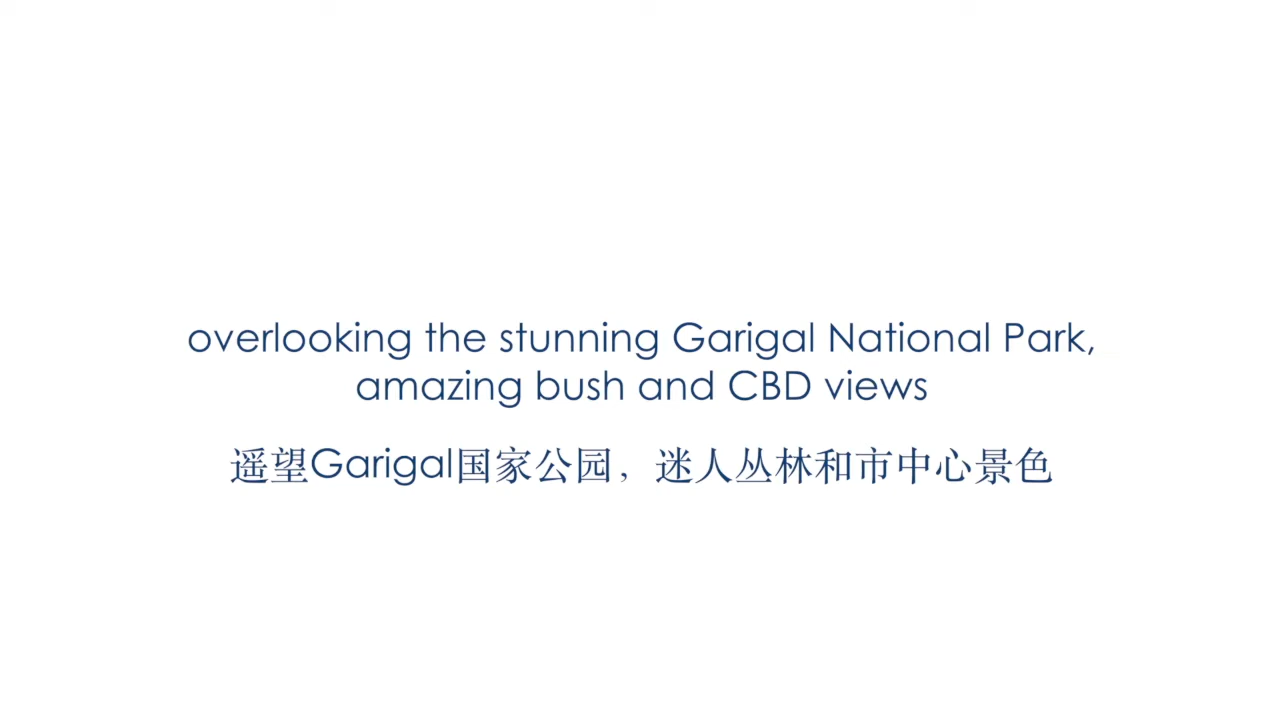 overlooking the stunning Garigal National Park,
amazing bush and CBD views
遥望Garigal国家公园，迷人丛林和市中心景色